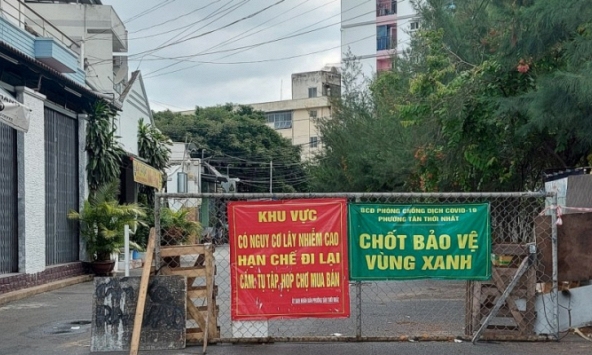 KHU VỰC
CÓ NGUY CƠ LÂY NHIỄM CAO
HẠN CHẾ ĐI LẠI
CẤM: TỤ TẬP, HỌP CHỢ MUA BÁN
BCĐ PHÒNG CHỐNG DỊCH COVID-19
PHƯỜNG TÂN THỚI NHẤT
CHỐT BẢO VỆ
VÙNG XANH